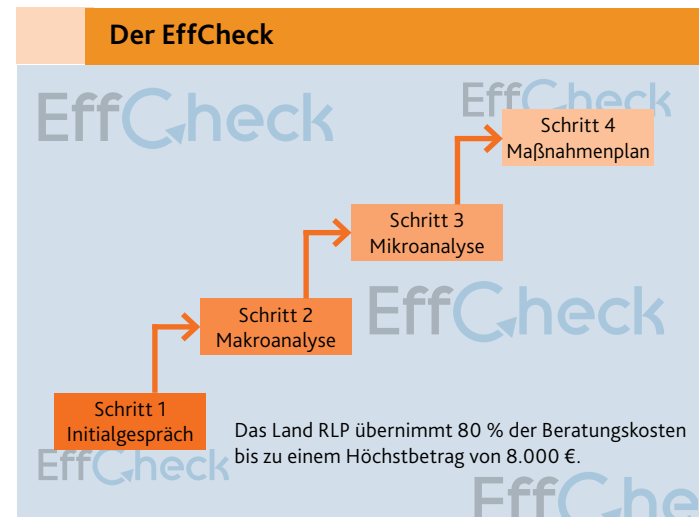 Der EffCheck
EffCheck
EffCheck
Schritt 4
Maßnahmenplan
Schritt 3
Mikroanalyse
Schritt 2
Makroanalyse
EffCheck
Schritt 1
Initialgespräch
Das Land RLP übernimmt 80 % der Beratungskosten
bis zu einem Höchstbetrag von 8.000 €.
EffCheck
EffChe